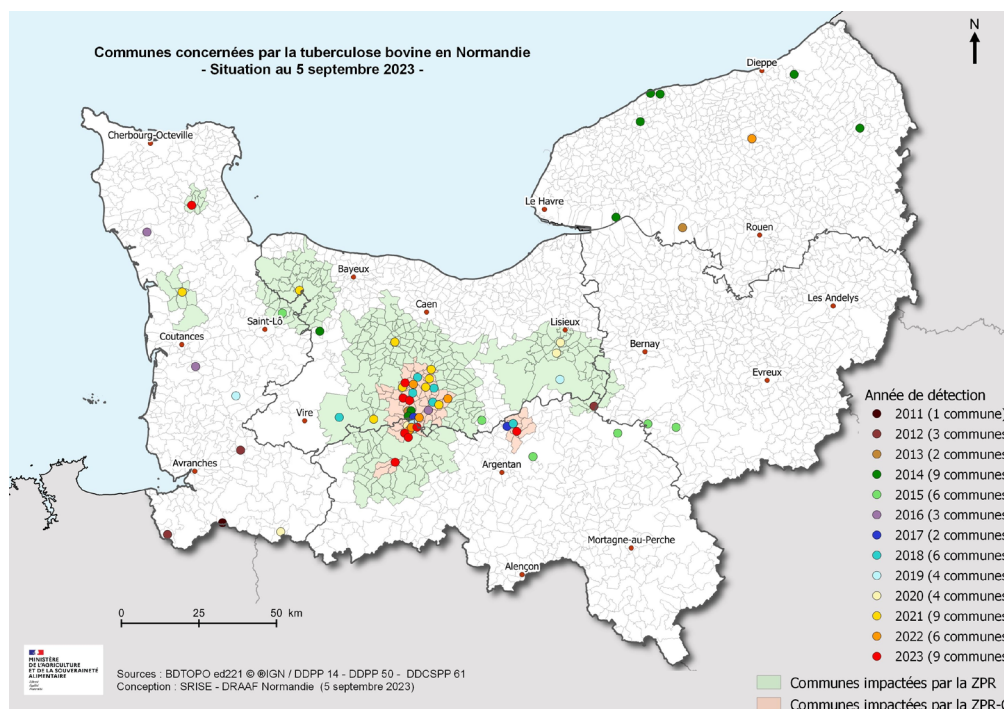 Communes concernées par la tuberculose bovine en Normandie
- Situation au 5 septembre 2023 -
N
Dieppe
Cherbourg-Octeville
Le Havre
Rouen
Bayeux
Les Andelys
Caen
Saint-Lô
Lisieux
Coutances
Bernay
Evreux
Vire
Avranches
Argentan
Mortagne-au-Perche
Alençon
Année de détection
2011 (1 commune
2012 (3 communes
2013 (2 communes
2014 (9 communes
2015 (6 communes
2016 (3 communes
2017 (2 communes
2018 (6 communes
2019 (4 communes
2020 (4 communes
2021 (9 communes
2022 (6 communes
2023 (9 communes
0 25 50 km
MINISTÈRE
DE L'AGRICULTURE
ET DE LA SOUVERAINETÉ
ALIMENTAIRE
Sources : BDTOPO ed221 © ®IGN / DDPP 14 - DDPP 50 - DDCSPP 61
Conception : SRISE - DRAAF Normandie (5 septembre 2023)
Communes impactées par la ZPR
Communes impactées par la ZPR-